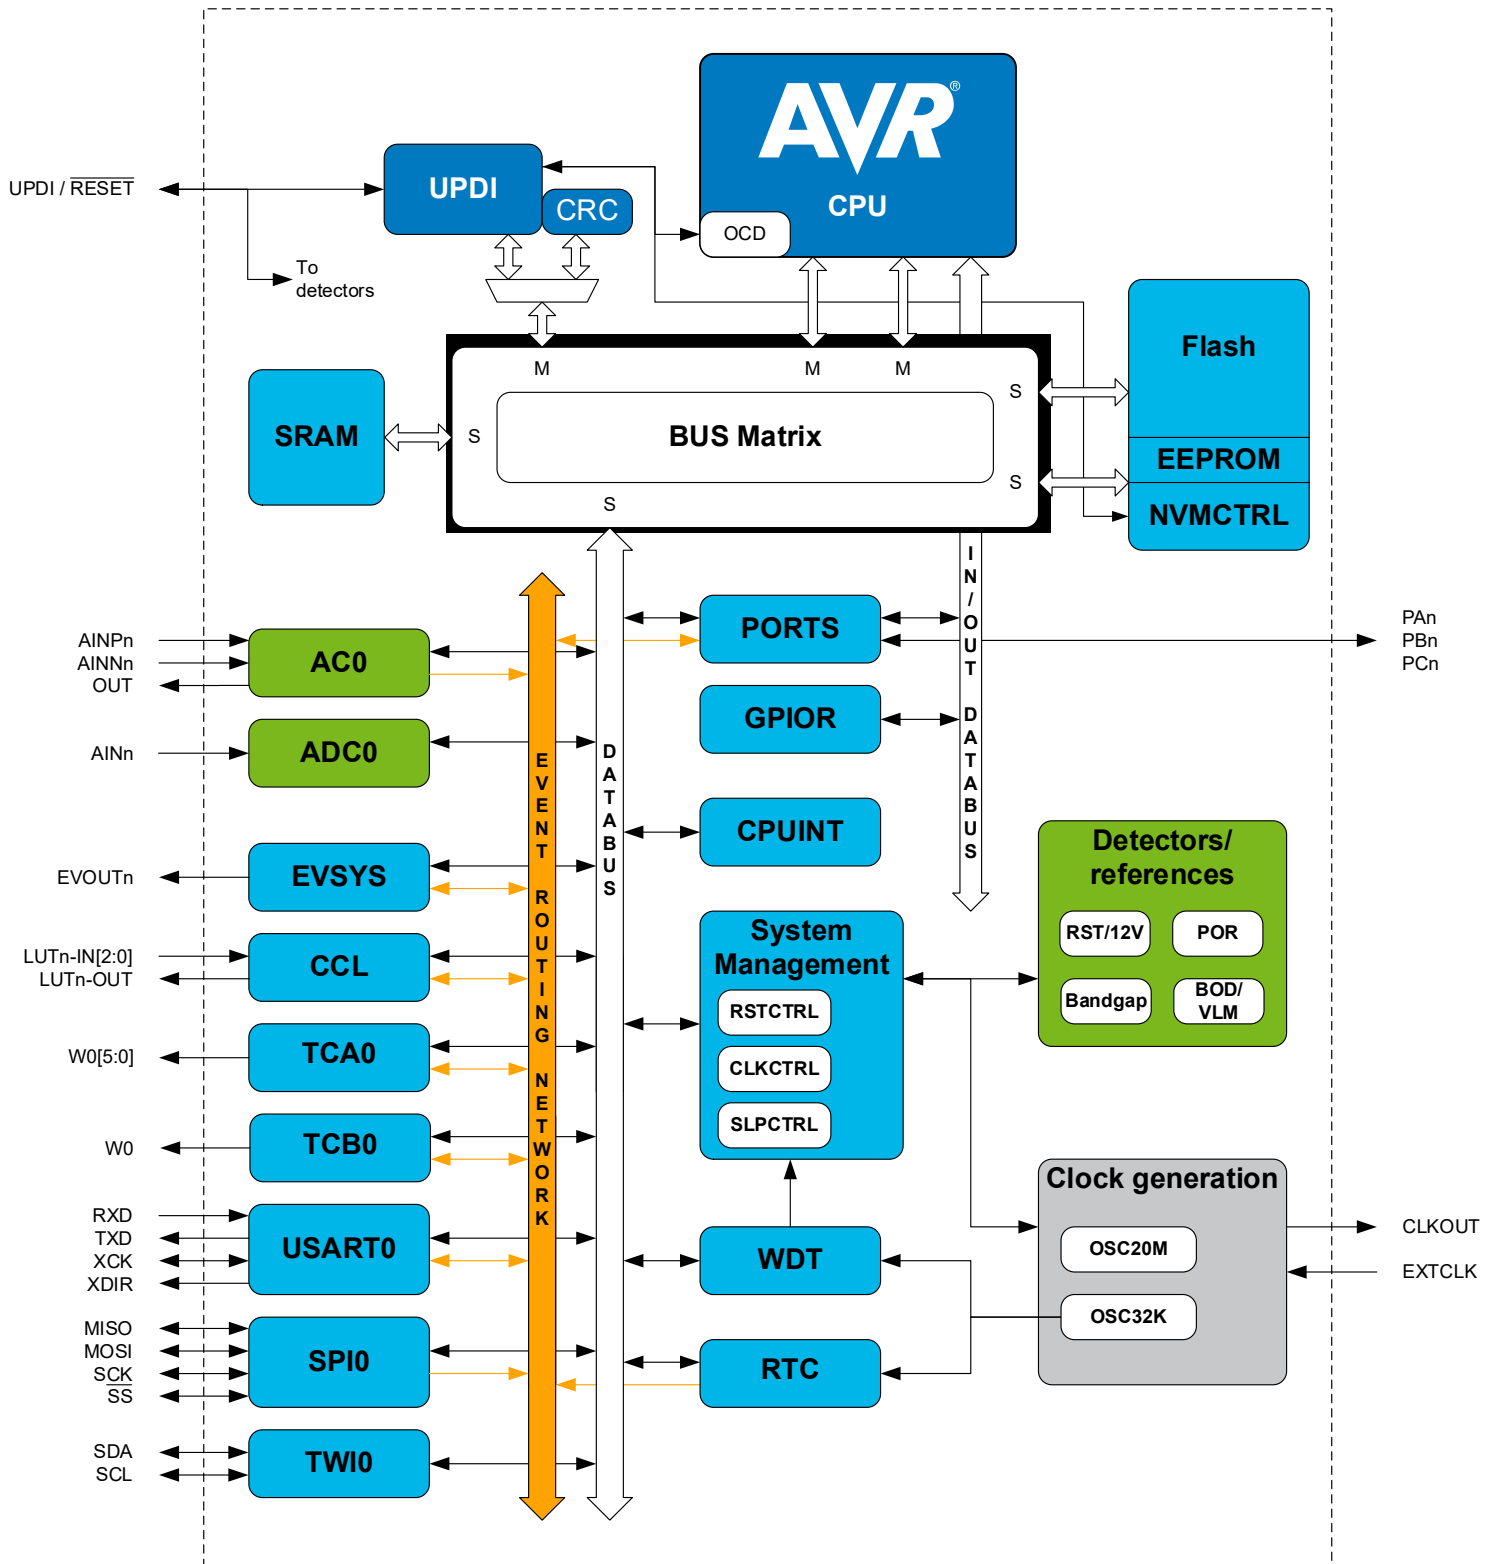 AVR®
CPU
OCD
UPDI / RESET
UPDI
CRC
To
detectors
Flash
EEPROM
NVMCTRL
M
M
M
S
S
S
S
BUS Matrix
SRAM
IN/OUT DATABUS
EVENT ROUTING NETWORK
DATABUS
AINPn
AINNn
OUT
AC0
PORTS
PAn
PBn
PCn
AINn
ADC0
GPIOR
CPUINT
EVOUTn
EVSYS
LUTn-IN[2:0]
LUTn-OUT
CCL
W0[5:0]
TCA0
W0
TCB0
RXD
TXD
XCK
XDIR
USART0
MISO
MOSI
SCK
SS
SPI0
SDA
SCL
TWI0
System
Management
RSTCTRL
CLKCTRL
SLPCTRL
WDT
RTC
Detectors/
references
RST/12V
POR
Bandgap
BOD/
VLM
Clock generation
OSC20M
OSC32K
CLKOUT
EXTCLK